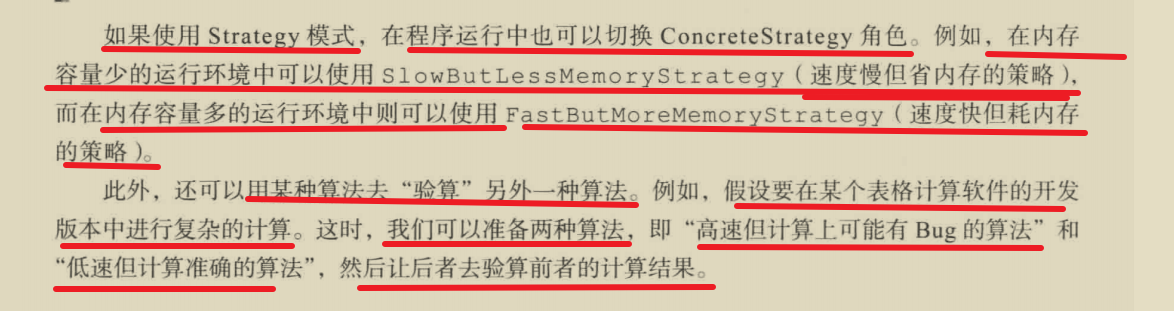 如果使用 Strategy 模式，在程序运行中也可以切换 ConcreteStrategy 角色。例如，在内存
容量少的运行环境中可以使用 SlowButLessMemoryStrategy（速度慢但省内存的策略），
而在内存容量多的运行环境中则可以使用 FastButMoreMemoryStrategy（速度快但耗内存
的策略）。
此外，还可以用某种算法去“验算”另外一种算法。例如，假设要在某个表格计算软件的开发
版本中进行复杂的计算。这时，我们可以准备两种算法，即“高速但计算上可能有 Bug 的算法”和
“低速但计算准确的算法”，然后让后者去验算前者的计算结果。